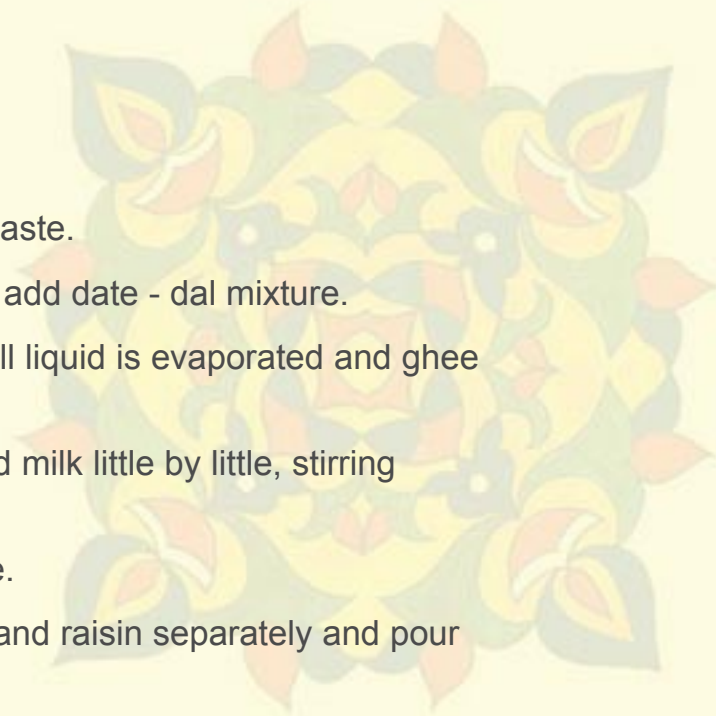 aste.
add date - dal mixture.
ll liquid is evaporated and ghee
d milk little by little, stirring
e.
and raisin separately and pour